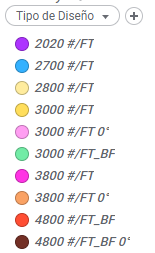 Tipo de Diseño
2020 #/FT
2700 #/FT
2800 #/FT
3000 #/FT
3000 #/FT 0°
3000 #/FT_BF
3800 #/FT
3800 #/FT 0°
4800 #/FT_BF
4800 #/FT_BF 0°